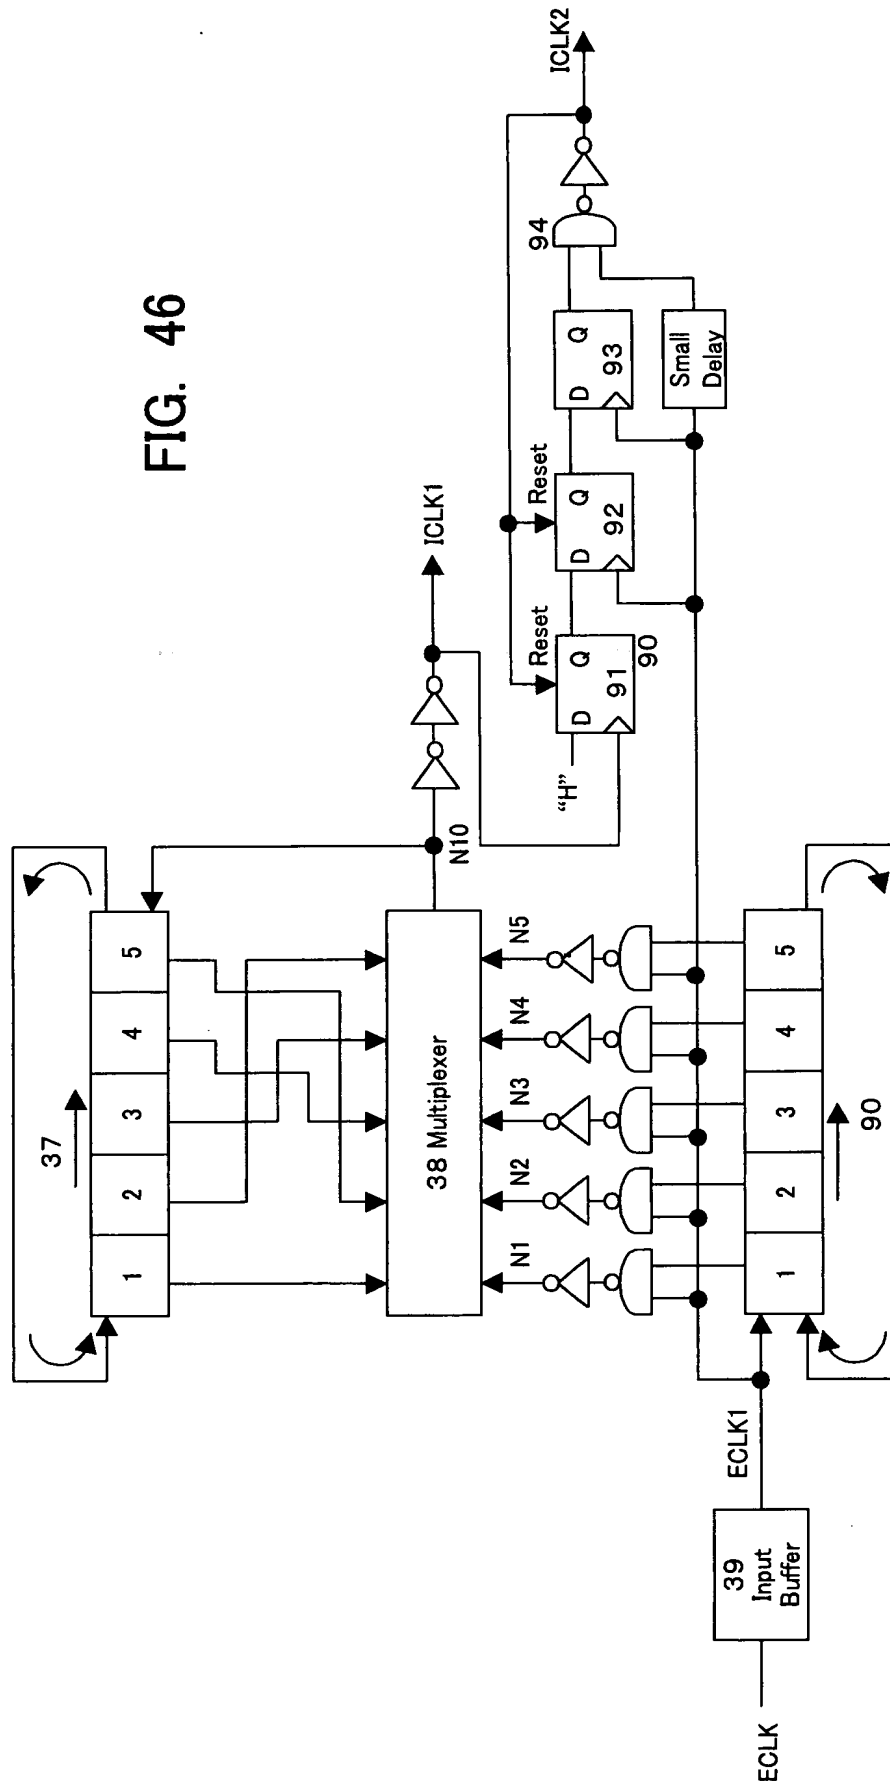 FIG. 46
37
1 2 3 4 5
38 Multiplexer
N10
ICLK1
N1 N2 N3 N4 N5
"H"
D Q
91
90
Reset
D Q
92
Reset
D Q
93
94
ICLK2
Small
Delay
ECLK
39
Input
Buffer
ECLK1
1 2 3 4 5
90